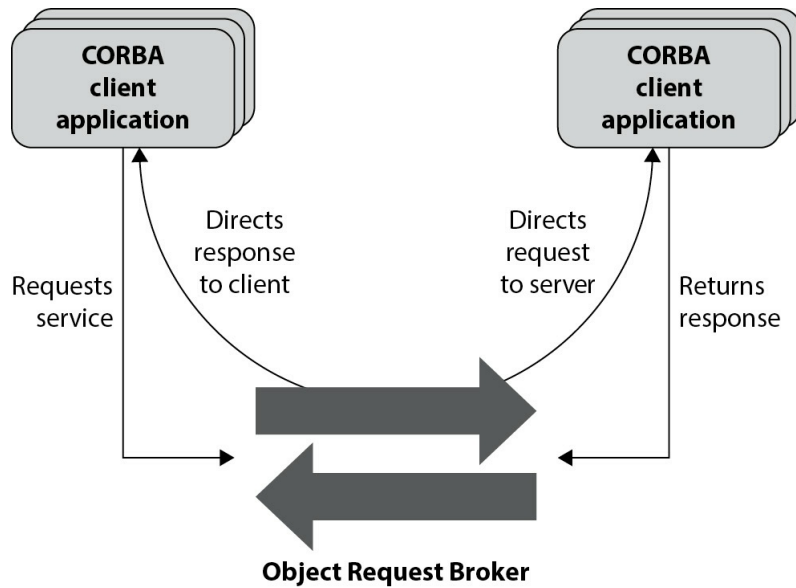 CORBA
client
application
CORBA
client
application
Directs
response
to client
Directs
request
to server
Requests
service
Returns
response
Object Request Broker